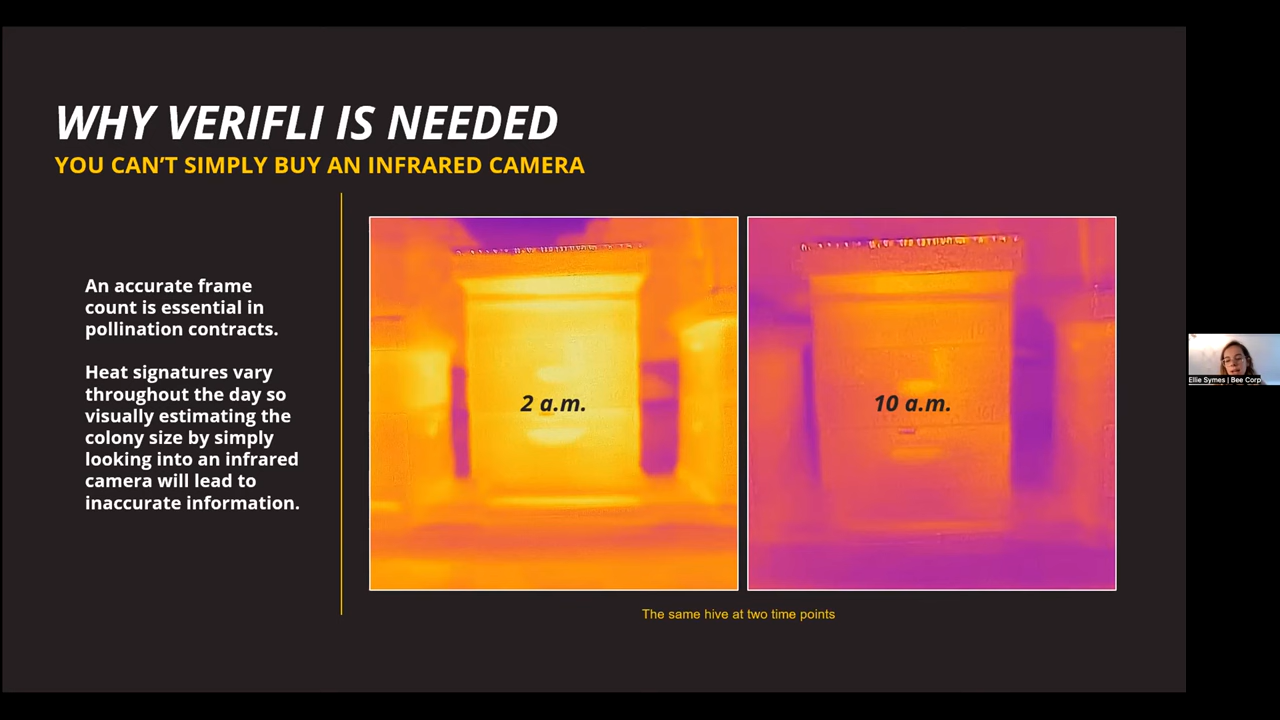 WHY VERIFLI IS NEEDED
YOU CAN'T SIMPLY BUY AN INFRARED CAMERA
An accurate frame
count is essential in
pollination contracts.
Heat signatures vary
throughout the day so
visually estimating the
colony size by simply
looking into an infrared
camera will lead to
inaccurate information.
2 a.m.
10 a.m.
The same hive at two time points
Ellie Symes | Bee Corp